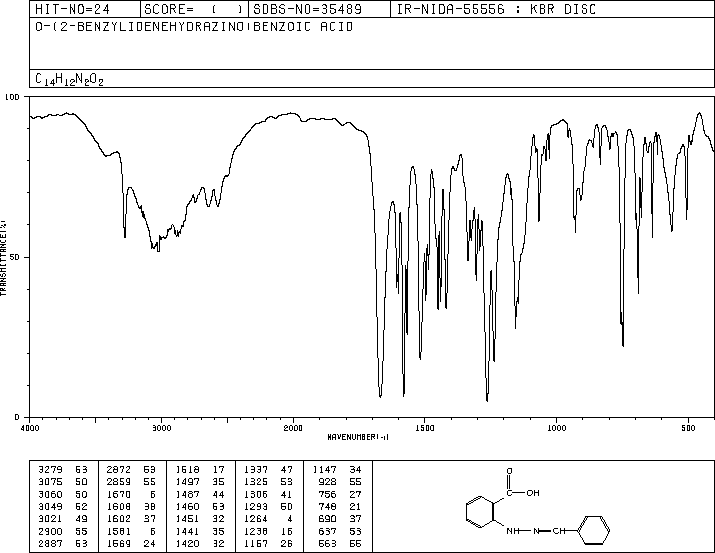 HIT-NO=24 SCORE= ( ) SDBS-NO=35489 IR-NIDA-55556 : KBR DISC
O-(2-BENZYLIDENEHYDRAZINO)BENZOIC ACID
C14H12N2O2
100
50
0
TRANSMITTANCE(%)
4000 3000 2000 1500 1000 500
WAVENUMBER(-1)
3279 53 2872 59 1618 17 1337 47 1147 34
3075 50 2859 55 1497 35 1325 53 928 55
3060 50 1670 6 1487 44 1306 41 756 27
3049 52 1608 38 1460 53 1293 50 748 21
3021 49 1602 37 1451 32 1264 4 690 37
2900 55 1581 6 1441 35 1238 16 637 53
2887 53 1569 24 1420 32 1157 26 563 55
O
C OH
NH N CH